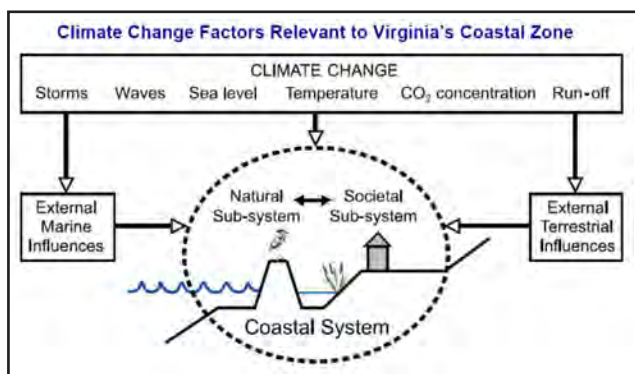 Climate Change Factors Relevant to Virginia's Coastal Zone
CLIMATE CHANGE
Storms Waves Sea level Temperature CO₂ concentration Run-off
Natural Sub-system
Societal Sub-system
External Marine Influences
External Terrestrial Influences
Coastal System